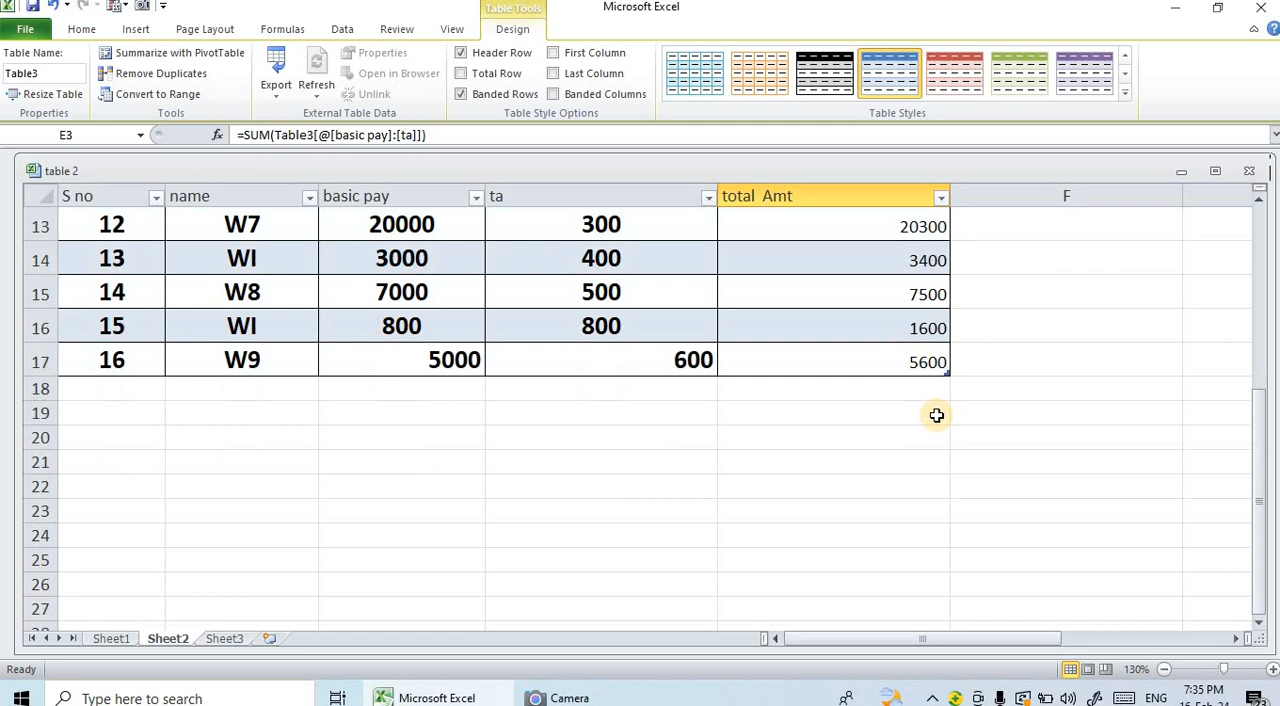 Table Tools
Microsoft Excel
File Home Insert Page Layout Formulas Data Review View Design
Table Name:
Table3
Resize Table
Properties
Summarize with PivotTable
Remove Duplicates
Convert to Range
Tools
Export Refresh
Properties
Open in Browser
Unlink
External Table Data
Header Row First Column
Total Row Last Column
Banded Rows Banded Columns
Table Style Options
Table Styles
E3 fx =SUM(Table3[@[basic pay]:[ta]])
table 2
S no name basic pay ta total Amt F
13 12 W7 20000 300 20300
14 13 WI 3000 400 3400
15 14 W8 7000 500 7500
16 15 WI 800 800 1600
17 16 W9 5000 600 5600
18
19
20
21
22
23
24
25
26
27
Sheet1 Sheet2 Sheet3
Ready 130%
Type here to search Microsoft Excel Camera ENG 7:35 PM